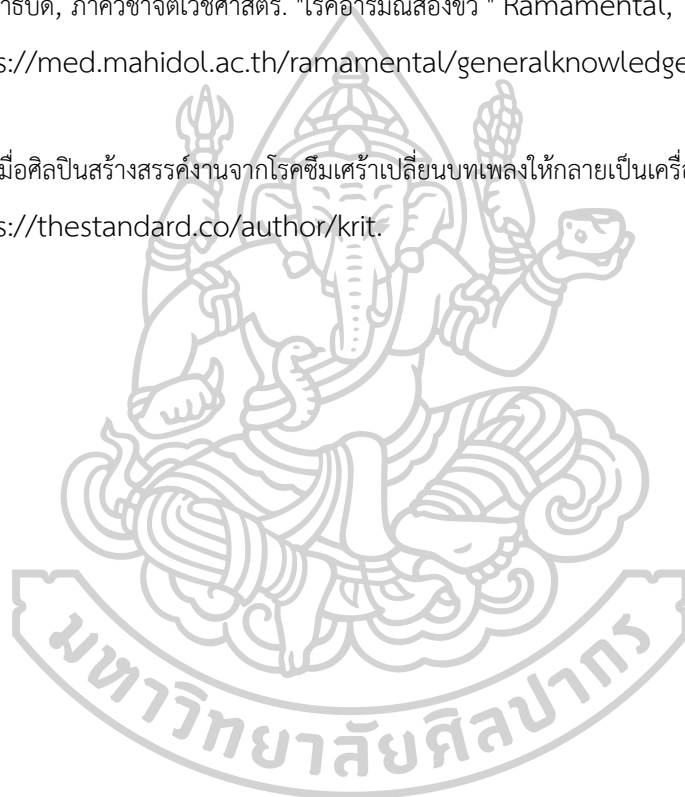 าธิบดี, ภาควิชาจิตเวชศาสตร์. "โรคอารมณ์สองขั้ว " Ramamental,
s://med.mahidol.ac.th/ramamental/generalknowledge
มื่อศิลปินสร้างสรรค์งานจากโรคซึมเศร้าเปลี่ยนบทเพลงให้กลายเป็นเครื่อ
s://thestandard.co/author/krit.
มหาวิทยาลัยศิลปากร